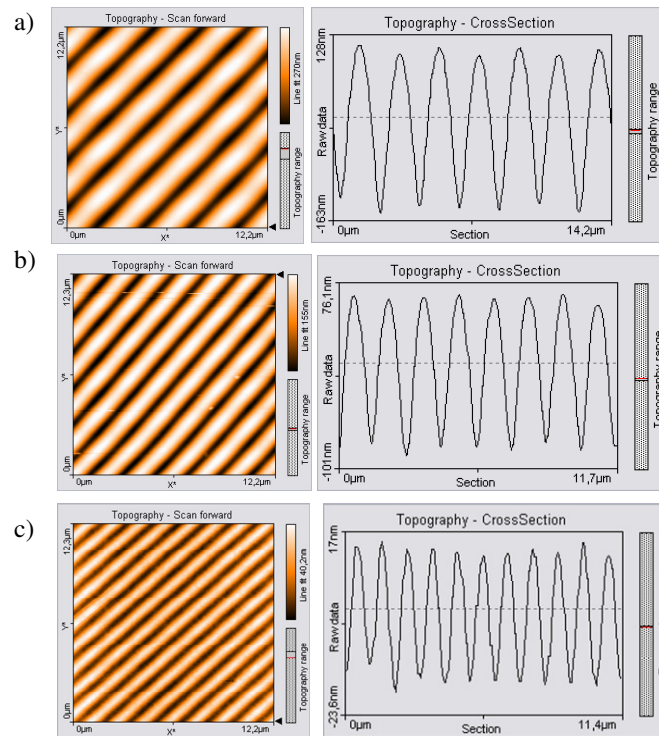 a)
Topography - Scan forward
12,2µm
Y*
0µm
0µm
X*
12,2µm
Line fit 270nm
Topography range
Topography - CrossSection
128nm
Raw data
-163nm
0µm
Section
14,2µm
Topography range
b)
Topography - Scan forward
12,3µm
Y*
0µm
0µm
X*
12,2µm
Line fit 155nm
Topography range
Topography - CrossSection
76,1nm
Raw data
-101nm
0µm
Section
11,7µm
Topography range
c)
Topography - Scan forward
12,3µm
Y*
0µm
0µm
X*
12,2µm
Line fit 40,2nm
Topography range
Topography - CrossSection
17nm
Raw data
-23,6nm
0µm
Section
11,4µm